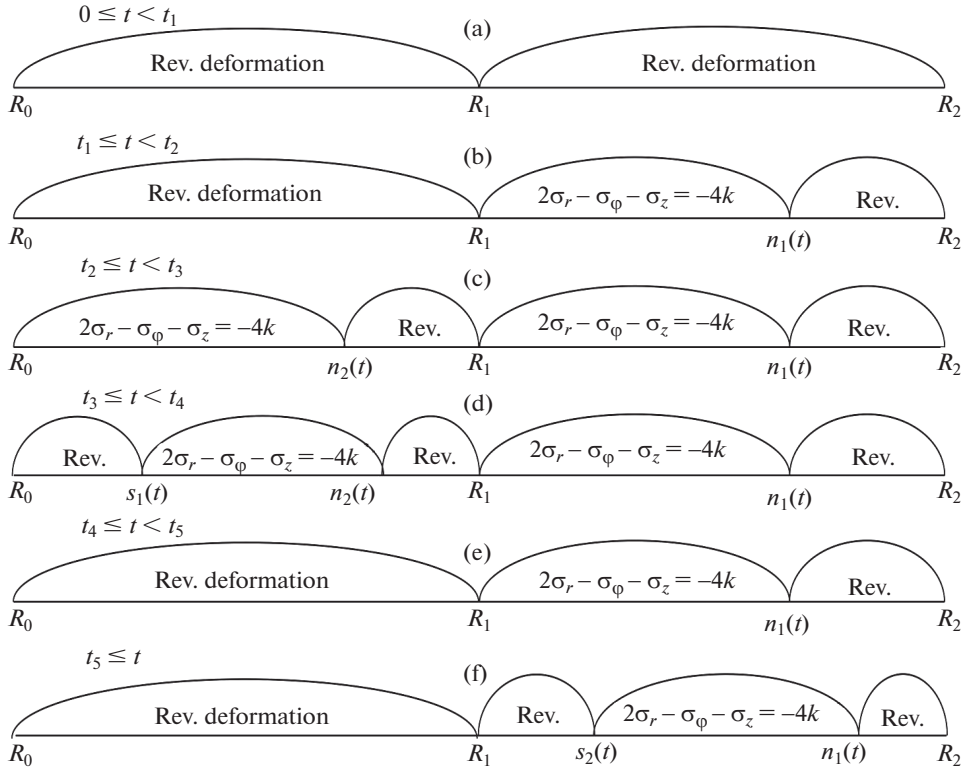 0 ≤ t < t₁
(a)
Rev. deformation Rev. deformation
R₀ R₁ R₂
t₁ ≤ t < t₂
(b)
Rev. deformation 2σᵣ – σ_φ – σ_z = –4k Rev.
R₀ R₁ n₁(t) R₂
t₂ ≤ t < t₃
(c)
2σᵣ – σ_φ – σ_z = –4k Rev. 2σᵣ – σ_φ – σ_z = –4k Rev.
R₀ n₂(t) R₁ n₁(t) R₂
t₃ ≤ t < t₄
(d)
Rev. 2σᵣ – σ_φ – σ_z = –4k Rev. 2σᵣ – σ_φ – σ_z = –4k Rev.
R₀ s₁(t) n₂(t) R₁ n₁(t) R₂
t₄ ≤ t < t₅
(e)
Rev. deformation 2σᵣ – σ_φ – σ_z = –4k Rev.
R₀ R₁ n₁(t) R₂
t₅ ≤ t
(f)
Rev. deformation Rev. 2σᵣ – σ_φ – σ_z = –4k Rev.
R₀ R₁ s₂(t) n₁(t) R₂